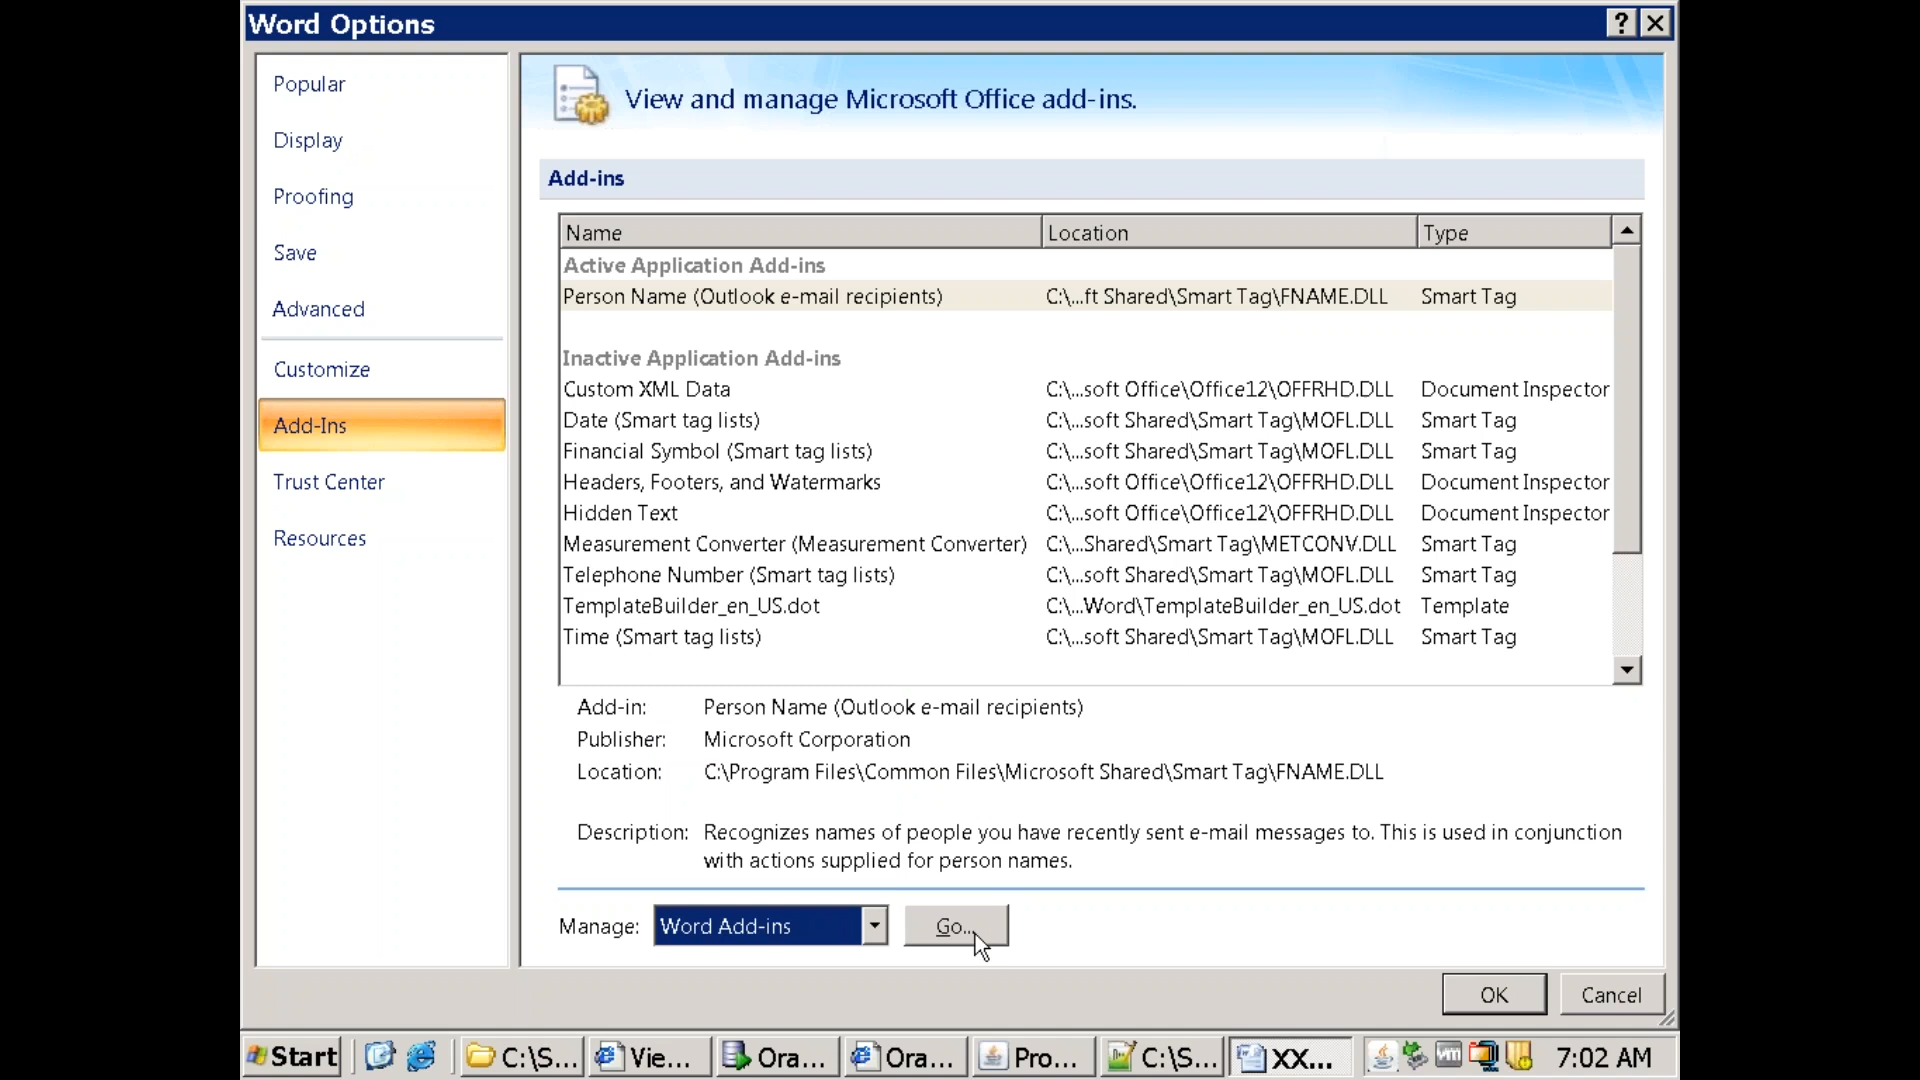 Word Options
Popular
Display
Proofing
Save
Advanced
Customize
Add-Ins
Trust Center
Resources
View and manage Microsoft Office add-ins.
Add-ins
Name Location Type
Active Application Add-ins
Person Name (Outlook e-mail recipients) C:\...ft Shared\Smart Tag\FNAME.DLL Smart Tag
Inactive Application Add-ins
Custom XML Data C:\...soft Office\Office12\OFFRHD.DLL Document Inspector
Date (Smart tag lists) C:\...soft Shared\Smart Tag\MOFL.DLL Smart Tag
Financial Symbol (Smart tag lists) C:\...soft Shared\Smart Tag\MOFL.DLL Smart Tag
Headers, Footers, and Watermarks C:\...soft Office\Office12\OFFRHD.DLL Document Inspector
Hidden Text C:\...soft Office\Office12\OFFRHD.DLL Document Inspector
Measurement Converter (Measurement Converter) C:\...Shared\Smart Tag\METCONV.DLL Smart Tag
Telephone Number (Smart tag lists) C:\...soft Shared\Smart Tag\MOFL.DLL Smart Tag
TemplateBuilder_en_US.dot C:\...Word\TemplateBuilder_en_US.dot Template
Time (Smart tag lists) C:\...soft Shared\Smart Tag\MOFL.DLL Smart Tag
Add-in: Person Name (Outlook e-mail recipients)
Publisher: Microsoft Corporation
Location: C:\Program Files\Common Files\Microsoft Shared\Smart Tag\FNAME.DLL
Description: Recognizes names of people you have recently sent e-mail messages to. This is used in conjunction
with actions supplied for person names.
Manage: Word Add-ins Go...
OK Cancel
Start C:\S... Vie... Ora... Ora... Pro... C:\S... XX... 7:02 AM